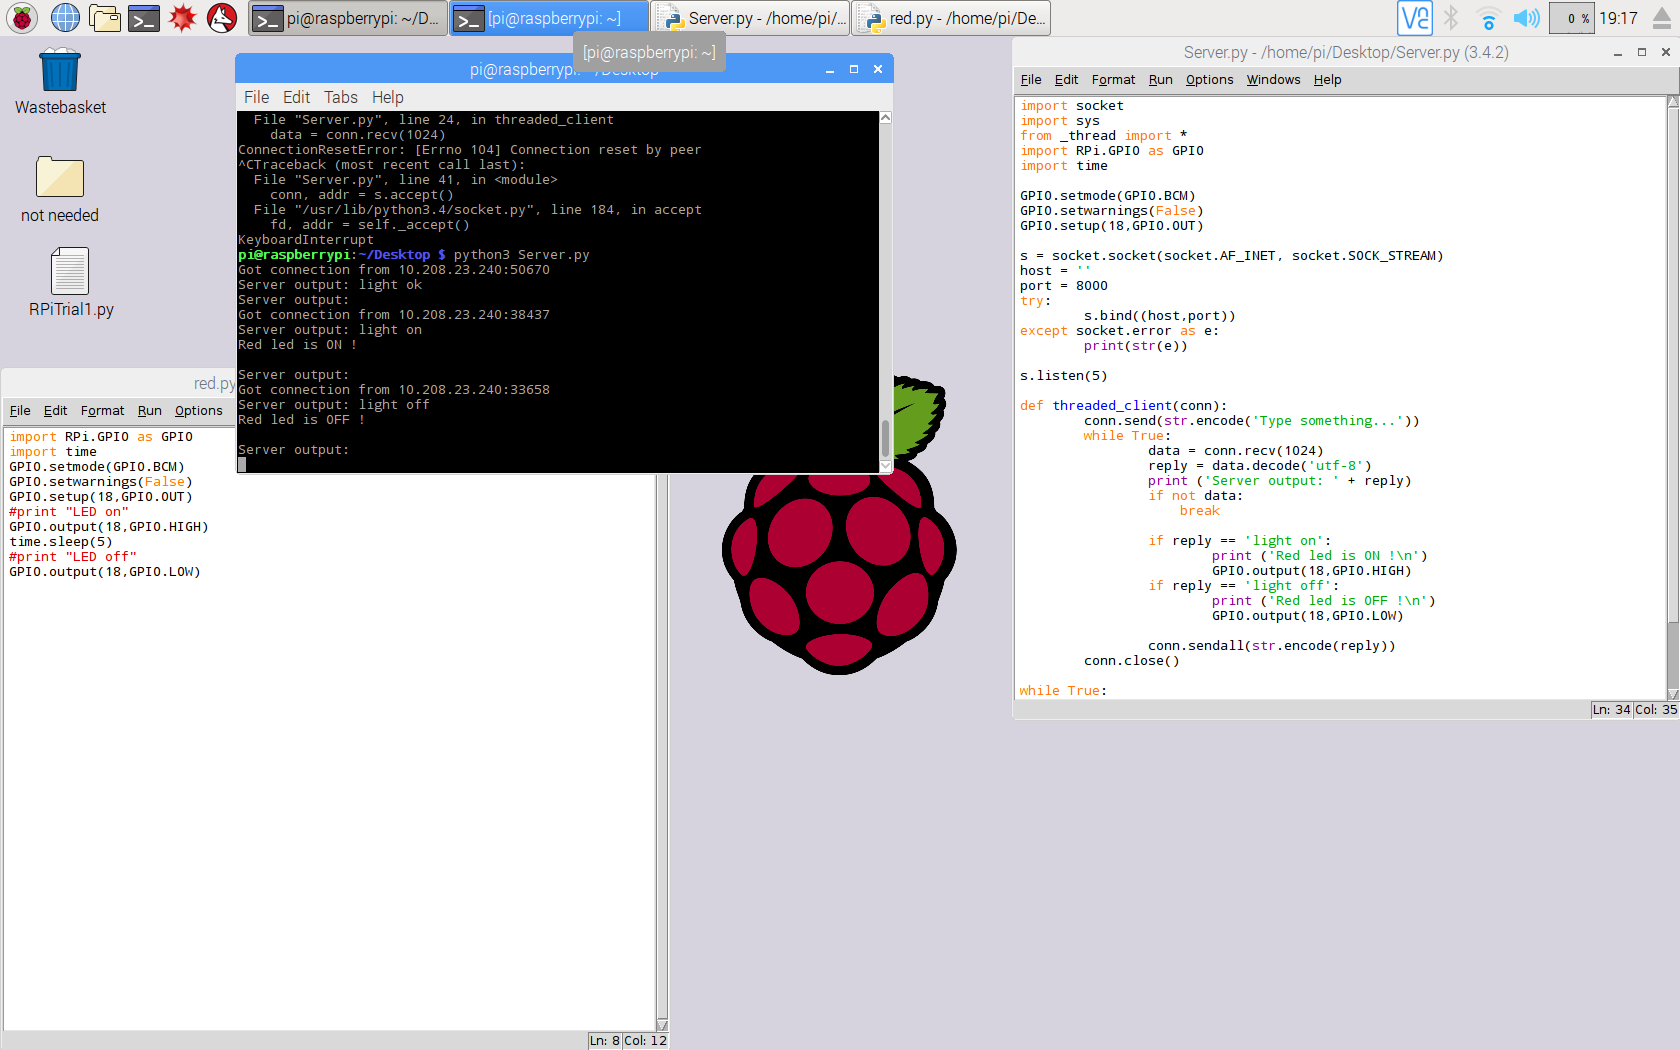 pi@raspberrypi: ~/D...
[pi@raspberrypi: ~]
Server.py - /home/pi/...
red.py - /home/pi/De...
0 %
19:17
[pi@raspberrypi: ~]
Wastebasket
not needed
RPiTrial1.py
File Edit Tabs Help
  File "Server.py", line 24, in threaded_client
    data = conn.recv(1024)
ConnectionResetError: [Errno 104] Connection reset by peer
^CTraceback (most recent call last):
  File "Server.py", line 41, in <module>
    conn, addr = s.accept()
  File "/usr/lib/python3.4/socket.py", line 184, in accept
    fd, addr = self._accept()
KeyboardInterrupt
pi@raspberrypi:~/Desktop $ python3 Server.py
Got connection from 10.208.23.240:50670
Server output: light ok
Server output:
Got connection from 10.208.23.240:38437
Server output: light on
Red led is ON !
Server output:
Got connection from 10.208.23.240:33658
Server output: light off
Red led is OFF !
Server output:
red.py
File Edit Format Run Options
import RPi.GPIO as GPIO
import time
GPIO.setmode(GPIO.BCM)
GPIO.setwarnings(False)
GPIO.setup(18,GPIO.OUT)
#print "LED on"
GPIO.output(18,GPIO.HIGH)
time.sleep(5)
#print "LED off"
GPIO.output(18,GPIO.LOW)
Ln: 8 Col: 12
Server.py - /home/pi/Desktop/Server.py (3.4.2)
File Edit Format Run Options Windows Help
import socket
import sys
from _thread import *
import RPi.GPIO as GPIO
import time
GPIO.setmode(GPIO.BCM)
GPIO.setwarnings(False)
GPIO.setup(18,GPIO.OUT)
s = socket.socket(socket.AF_INET, socket.SOCK_STREAM)
host = ''
port = 8000
try:
        s.bind((host,port))
except socket.error as e:
        print(str(e))
s.listen(5)
def threaded_client(conn):
        conn.send(str.encode('Type something...'))
        while True:
                data = conn.recv(1024)
                reply = data.decode('utf-8')
                print ('Server output: ' + reply)
                if not data:
                    break
                if reply == 'light on':
                        print ('Red led is ON !\n')
                        GPIO.output(18,GPIO.HIGH)
                if reply == 'light off':
                        print ('Red led is OFF !\n')
                        GPIO.output(18,GPIO.LOW)
                conn.sendall(str.encode(reply))
        conn.close()
while True:
Ln: 34 Col: 35